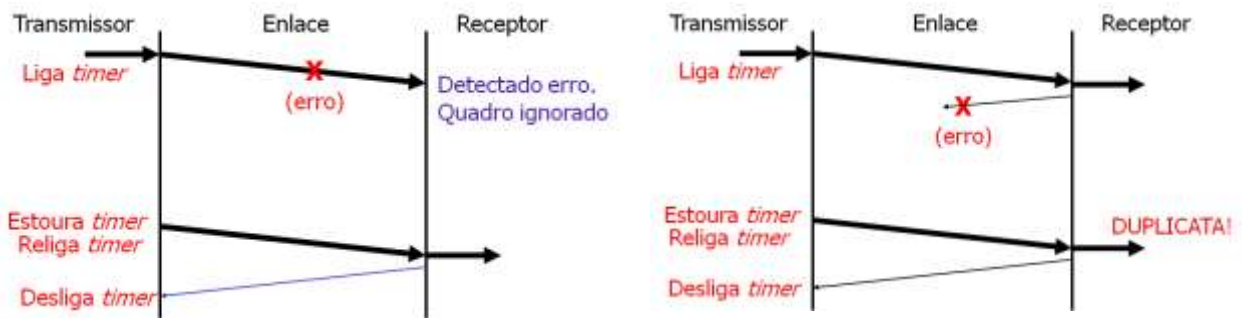 Transmissor Enlace Receptor
Liga timer
(erro)
Detectado erro.
Quadro ignorado
Estoura timer
Religa timer
Desliga timer
Transmissor Enlace Receptor
Liga timer
(erro)
Estoura timer
Religa timer
DUPLICATA!
Desliga timer